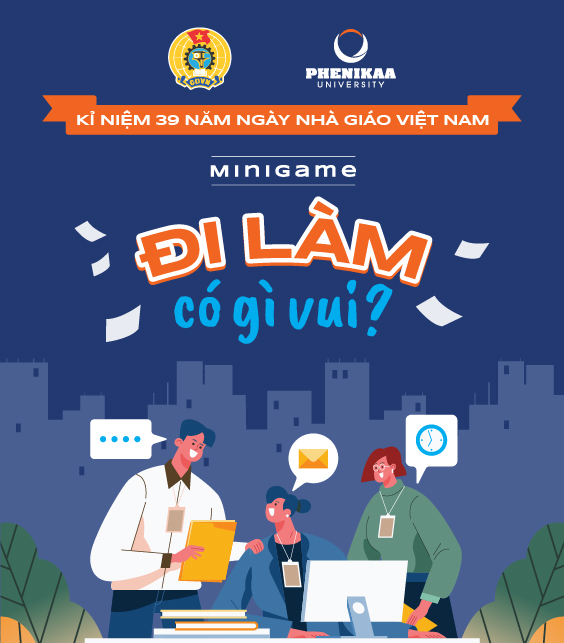 CĐVN
PHENIKAA
UNIVERSITY
KỈ NIỆM 39 NĂM NGÀY NHÀ GIÁO VIỆT NAM
MINIGame
ĐI LÀM
có gì vui?